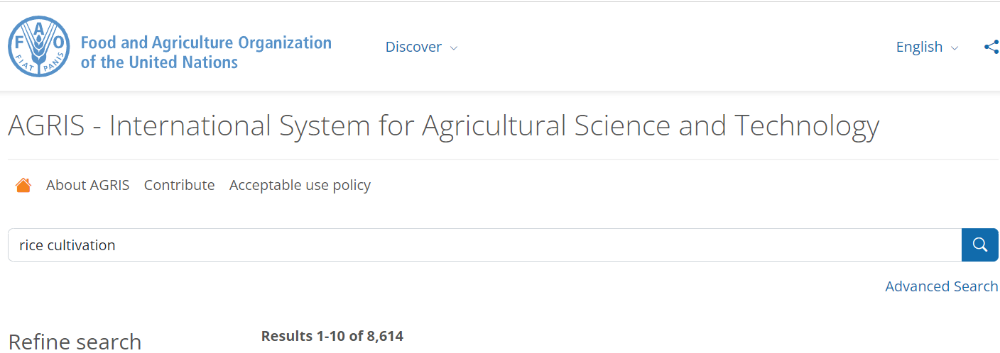 F A O
FIAT PANIS
Food and Agriculture Organization
of the United Nations
Discover
English
AGRIS - International System for Agricultural Science and Technology
About AGRIS Contribute Acceptable use policy
rice cultivation
Advanced Search
Refine search
Results 1-10 of 8,614